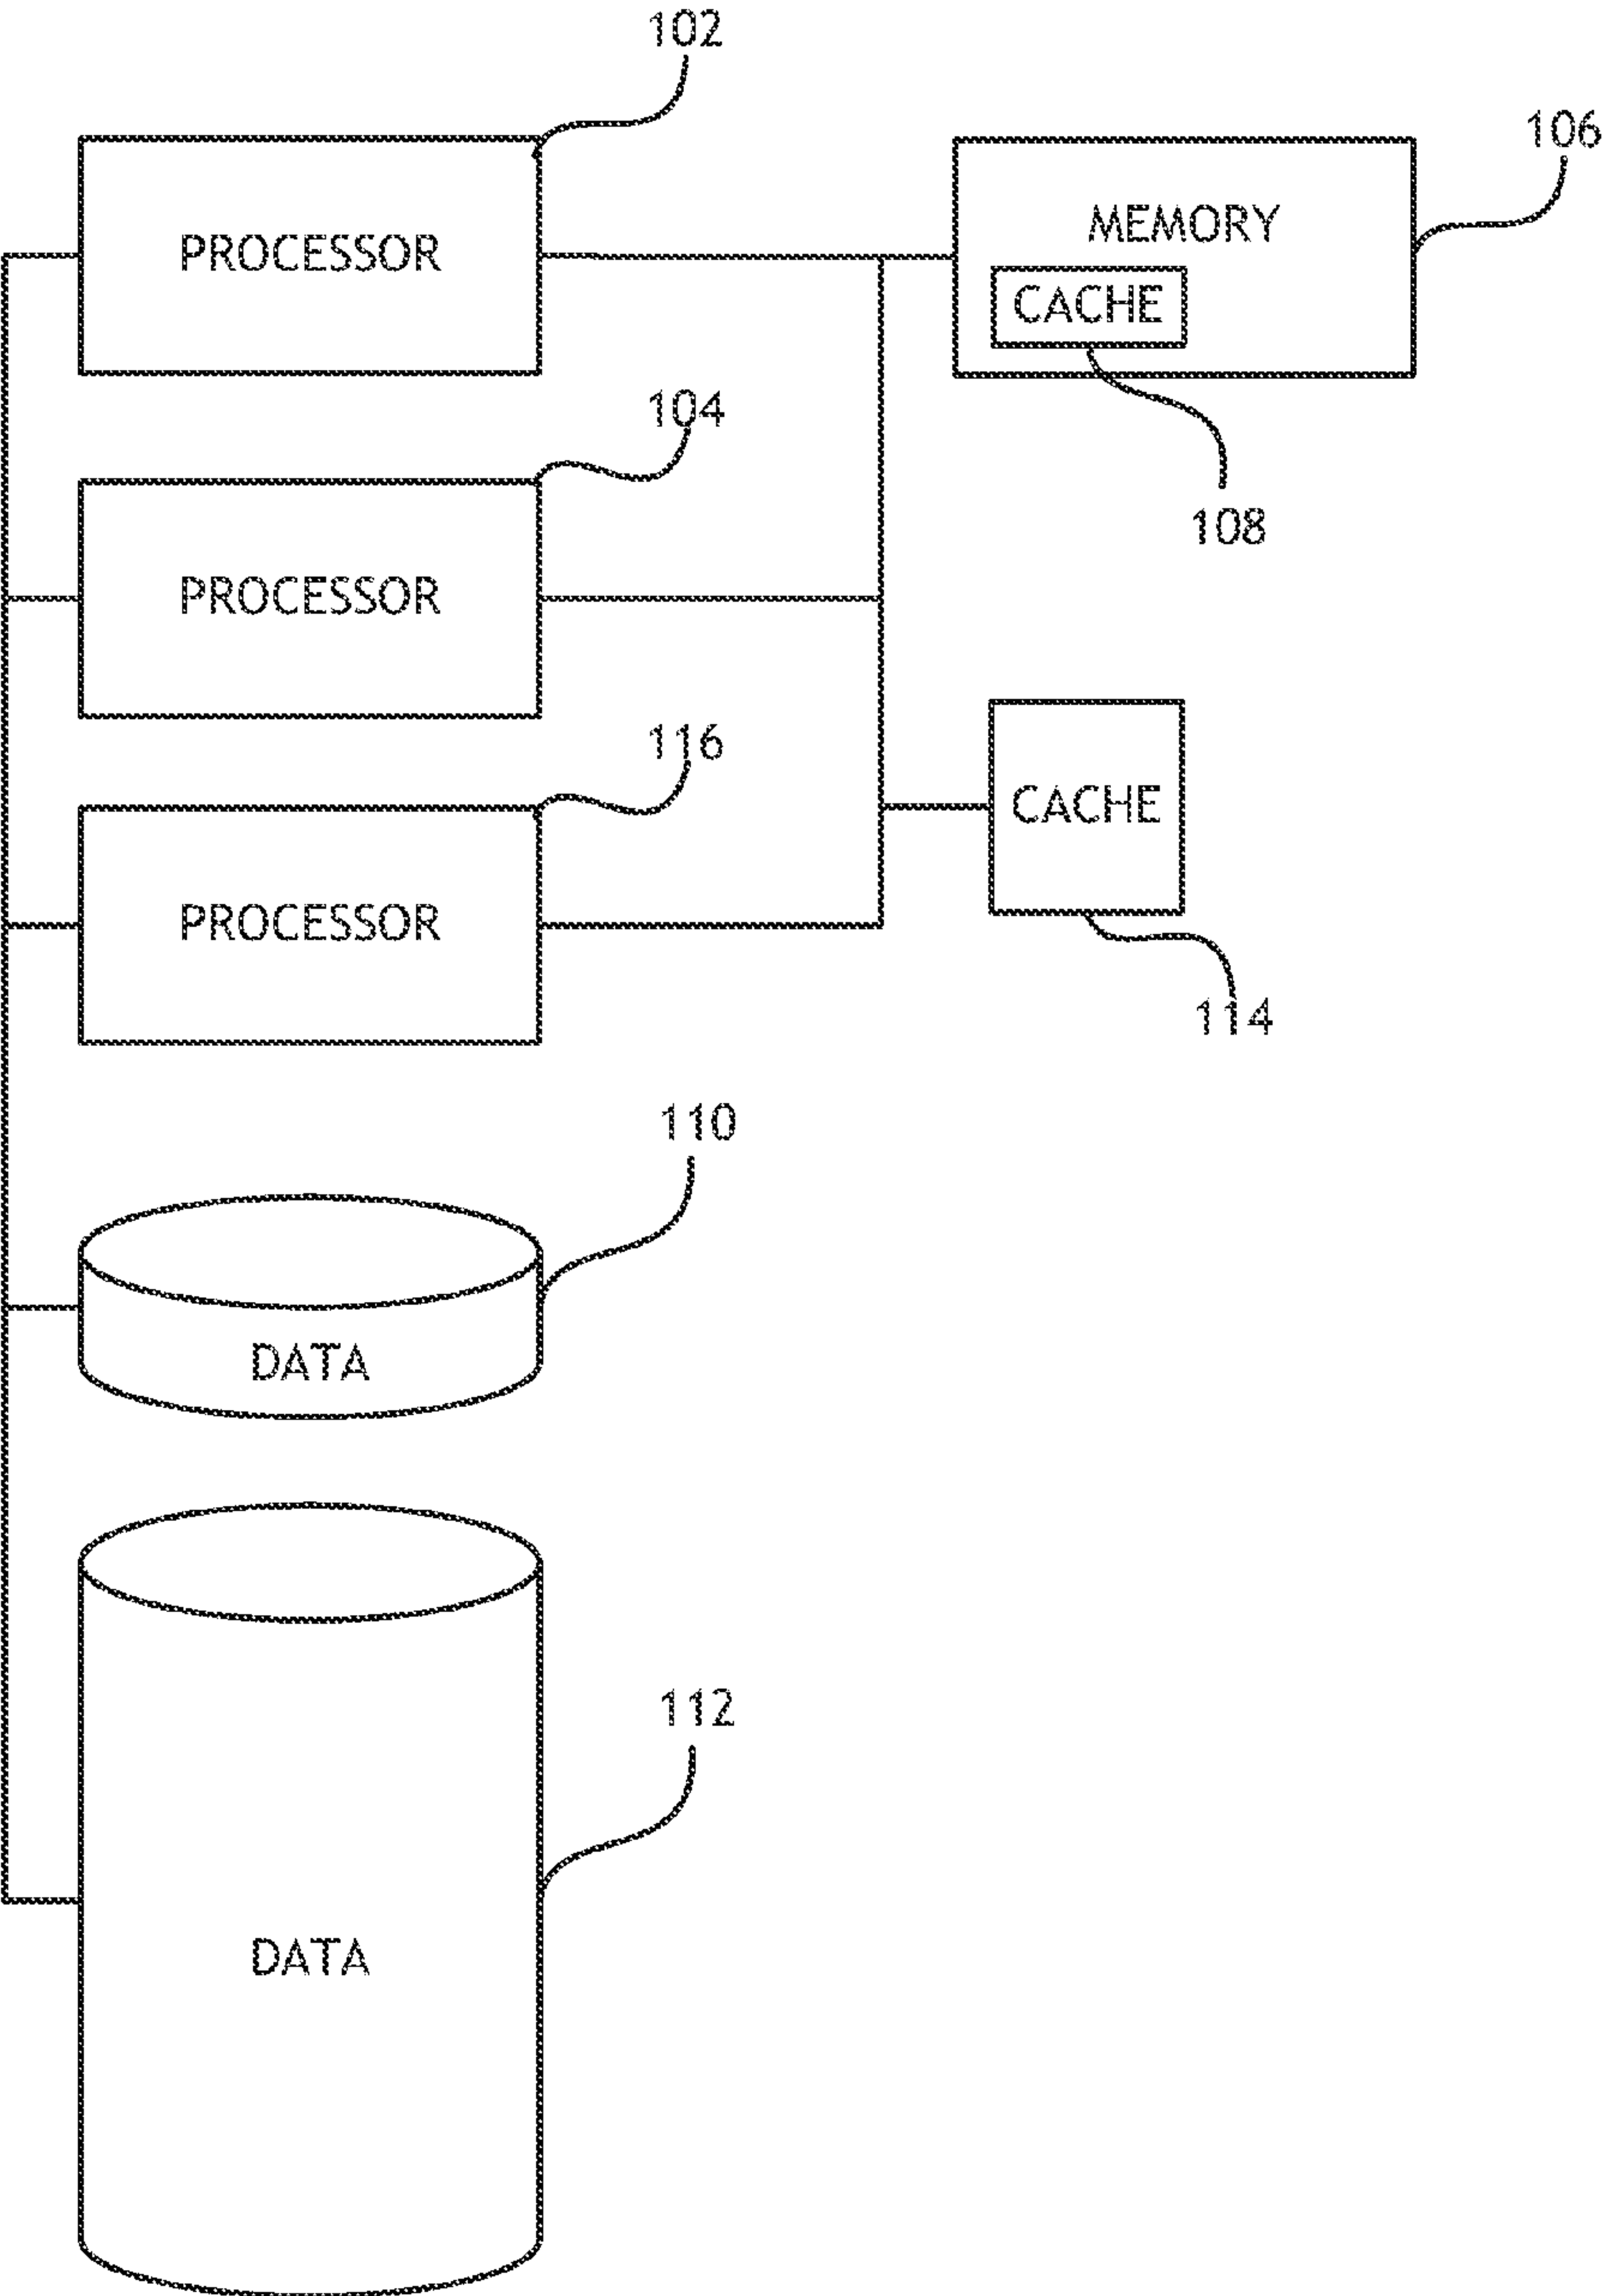 102
106
MEMORY
PROCESSOR
CACHE
104
108
PROCESSOR
116
CACHE
PROCESSOR
114
110
DATA
112
DATA